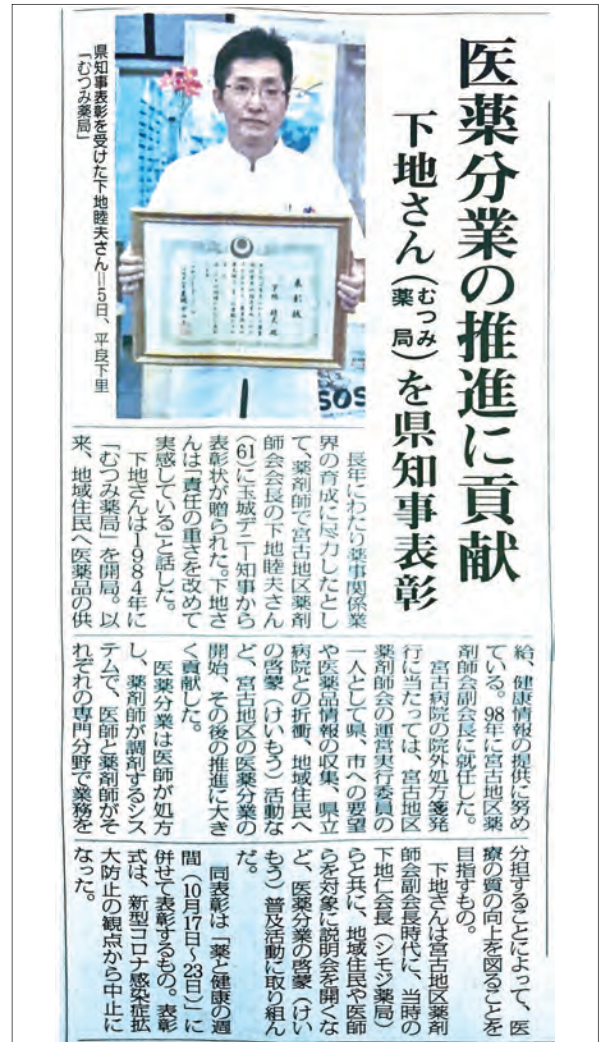 医薬分業の推進に貢献
下地さん（むつみ薬局）を県知事表彰
県知事表彰を受けた下地睦夫さん＝5日、平良下里
「むつみ薬局」
表彰状
SOS
長年にわたり薬事関係業
界の育成に尽力したとし
て、薬剤師で宮古地区薬剤
師会会長の下地睦夫さん
（61）に玉城デニー知事から
表彰状が贈られた。下地さ
んは「責任の重さを改めて
実感している」と話した。
下地さんは1984年に
「むつみ薬局」を開局。以
来、地域住民へ医薬品の供
給、健康情報の提供に努め
ている。98年に宮古地区薬
剤師会副会長に就任した。
宮古病院の院外処方箋発
行に当たっては、宮古地区
薬剤師会の運営実行委員の
一人として県、市への要望
や医薬品情報の収集、県立
病院との折衝、地域住民へ
の啓蒙（けいもう）活動な
ど、宮古地区の医薬分業の
開始、その後の推進に大き
く貢献した。
医薬分業は医師が処方
し、薬剤師が調剤するシス
テムで、医師と薬剤師がそ
れぞれの専門分野で業務を
分担することによって、医
療の質の向上を図ることを
目指すもの。
下地さんは宮古地区薬剤
師会副会長時代に、当時の
下地仁会長（シモジ薬局）
らと共に、地域住民や医師
らを対象に説明会を開くな
ど、医薬分業の啓蒙（けい
もう）普及活動に取り組ん
だ。
同表彰は「薬と健康の週
間（10月17日〜23日）」に
併せて表彰するもの。表彰
式は、新型コロナ感染症拡
大防止の観点から中止に
なった。